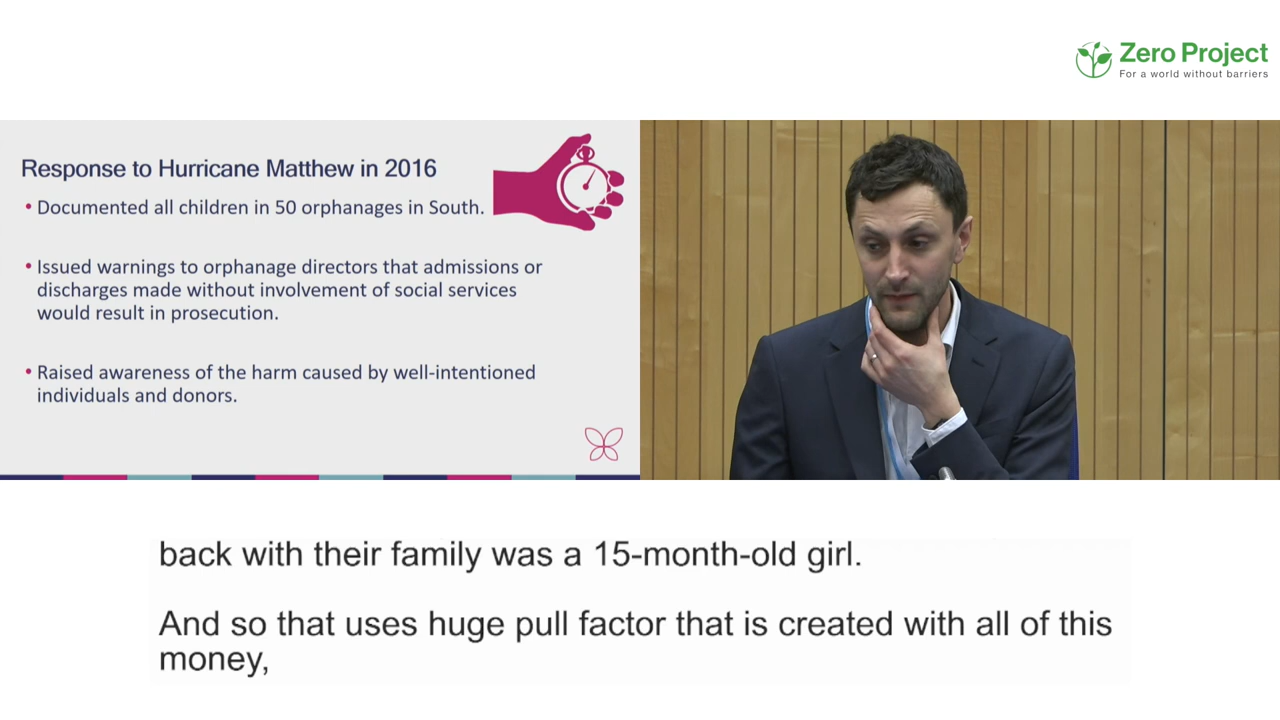 Zero Project
For a world without barriers
Response to Hurricane Matthew in 2016
• Documented all children in 50 orphanages in South.
• Issued warnings to orphanage directors that admissions or
discharges made without involvement of social services
would result in prosecution.
• Raised awareness of the harm caused by well-intentioned
individuals and donors.
back with their family was a 15-month-old girl.
And so that uses huge pull factor that is created with all of this
money,